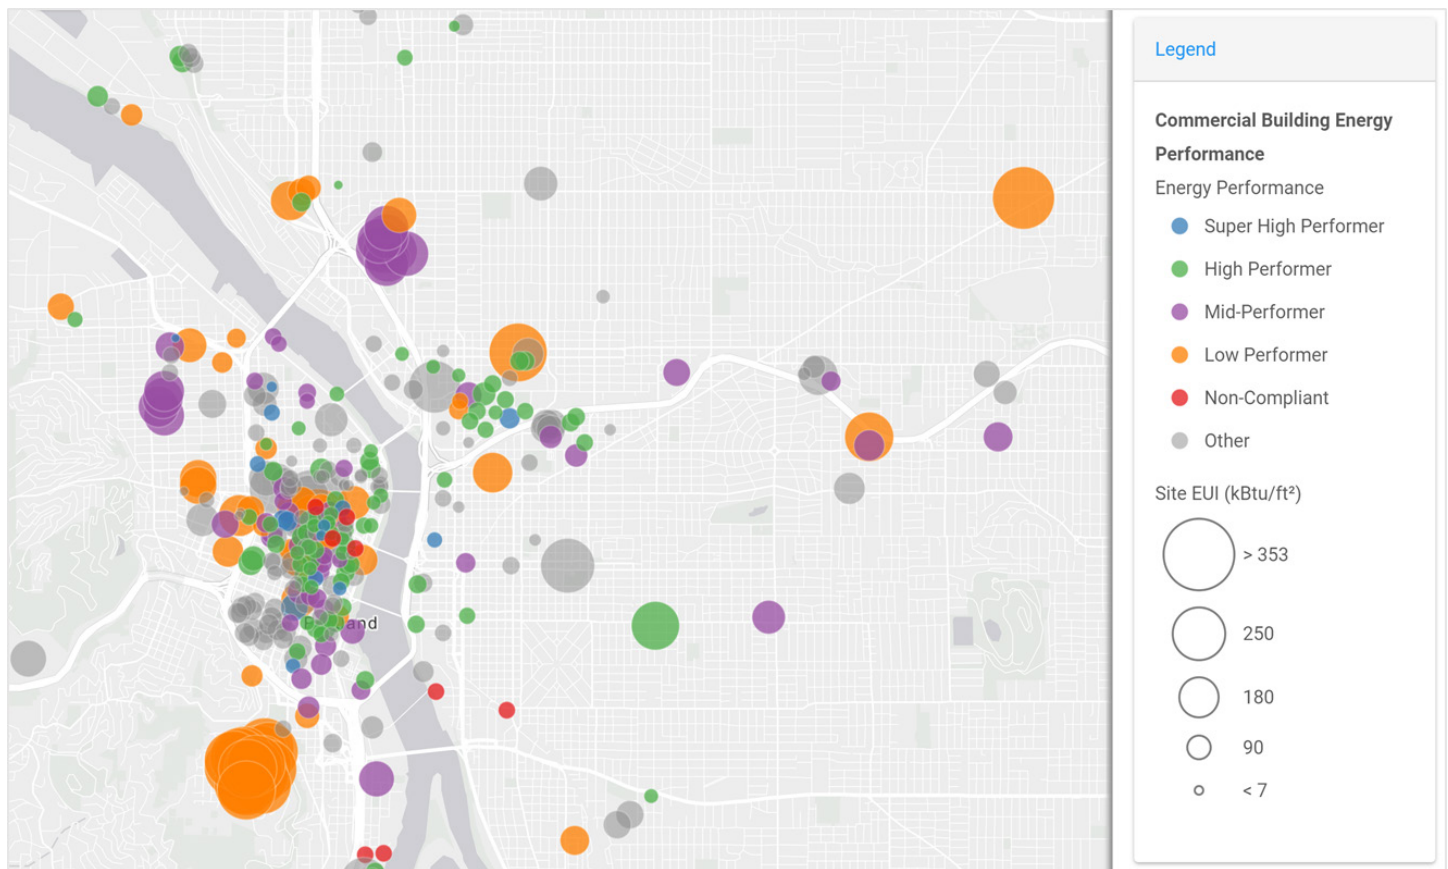 Legend
Commercial Building Energy
Performance
Energy Performance
Super High Performer
High Performer
Mid-Performer
Low Performer
Non-Compliant
Other
Site EUI (kBtu/ft²)
> 353
250
180
90
< 7